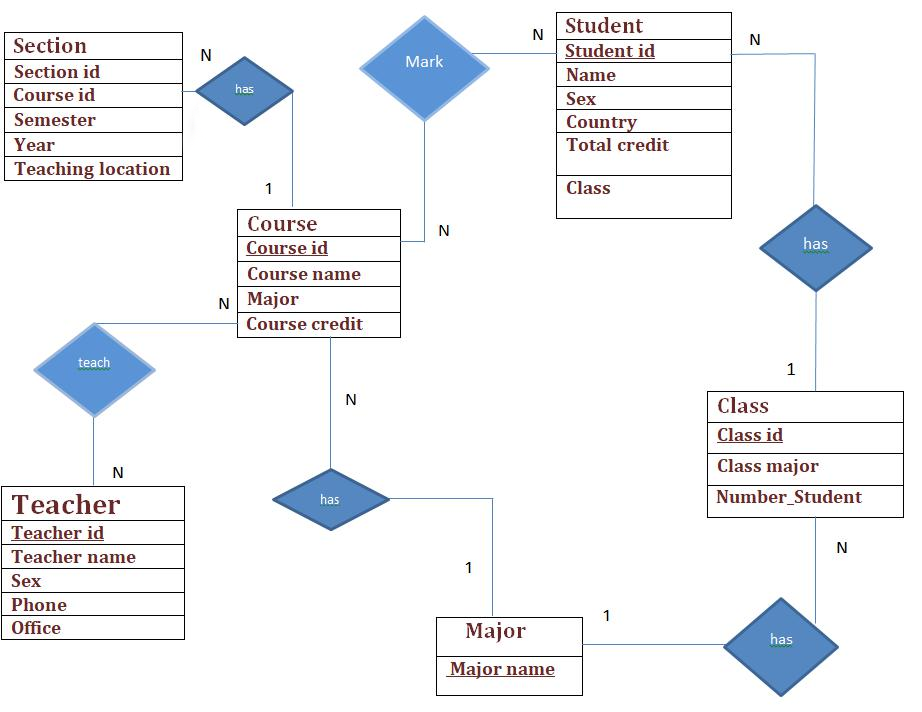 Section
Section id
Course id
Semester
Year
Teaching location
N
has
1
Mark
N
N
Student
Student id
Name
Sex
Country
Total credit
Class
N
has
1
Course
Course id
Course name
Major
Course credit
N
teach
N
Teacher
Teacher id
Teacher name
Sex
Phone
Office
N
has
1
Major
Major name
1
has
N
Class
Class id
Class major
Number_Student